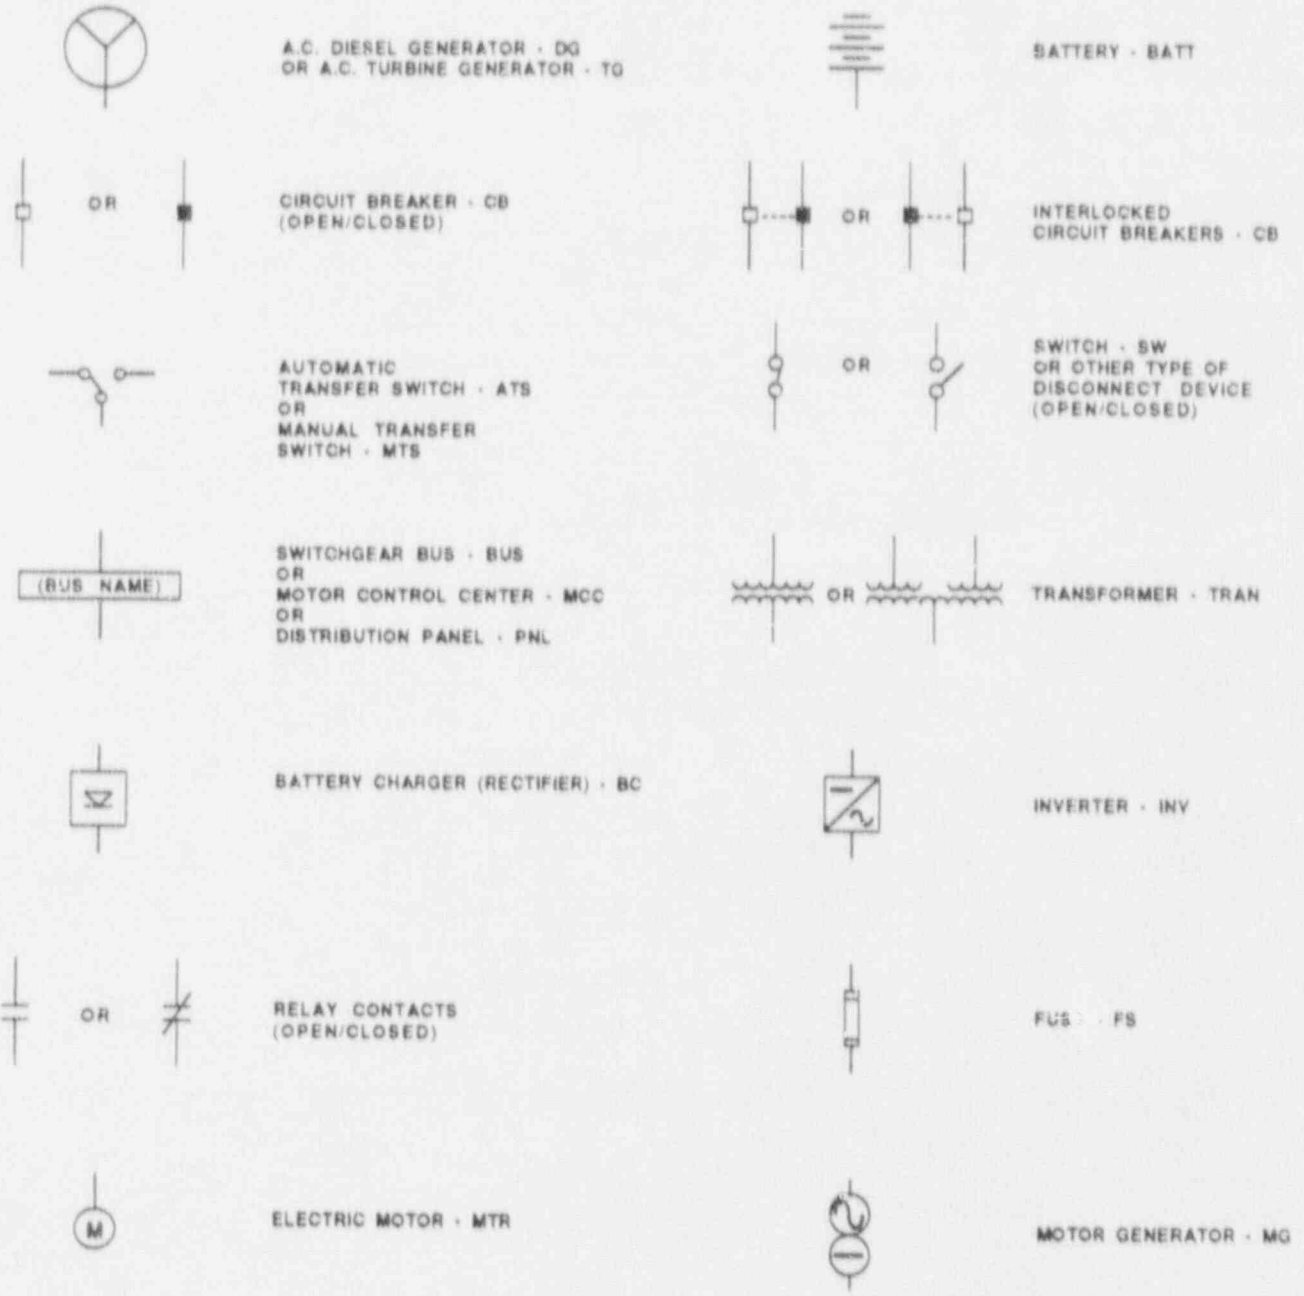 A.C. DIESEL GENERATOR - DG
OR A.C. TURBINE GENERATOR - TG
BATTERY - BATT
OR
CIRCUIT BREAKER - CB
(OPEN/CLOSED)
OR
INTERLOCKED
CIRCUIT BREAKERS - CB
AUTOMATIC
TRANSFER SWITCH - ATS
OR
MANUAL TRANSFER
SWITCH - MTS
OR
SWITCH - SW
OR OTHER TYPE OF
DISCONNECT DEVICE
(OPEN/CLOSED)
(BUS NAME)
SWITCHGEAR BUS - BUS
OR
MOTOR CONTROL CENTER - MCC
OR
DISTRIBUTION PANEL - PNL
OR
TRANSFORMER - TRAN
BATTERY CHARGER (RECTIFIER) - BC
INVERTER - INV
OR
RELAY CONTACTS
(OPEN/CLOSED)
FUS - FS
M
ELECTRIC MOTOR - MTR
MOTOR GENERATOR - MG